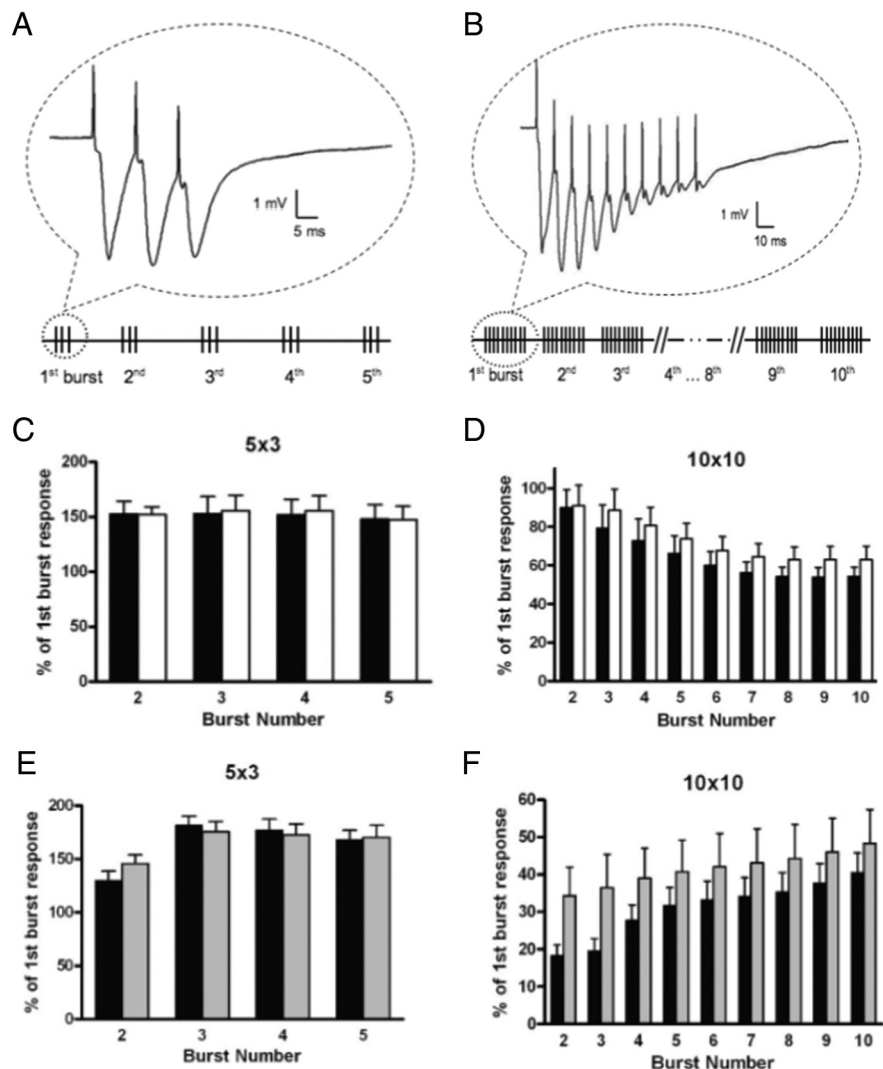 A
B
1 mV
5 ms
1 mV
10 ms
1st burst 2nd 3rd 4th 5th
1st burst 2nd 3rd 4th ... 8th 9th 10th
C
5x3
% of 1st burst response
200
150
100
50
0
2 3 4 5
Burst Number
D
10x10
% of 1st burst response
100
80
60
40
20
0
2 3 4 5 6 7 8 9 10
Burst Number
E
5x3
% of 1st burst response
200
150
100
50
0
2 3 4 5
Burst Number
F
10x10
% of 1st burst response
60
50
40
30
20
10
0
2 3 4 5 6 7 8 9 10
Burst Number